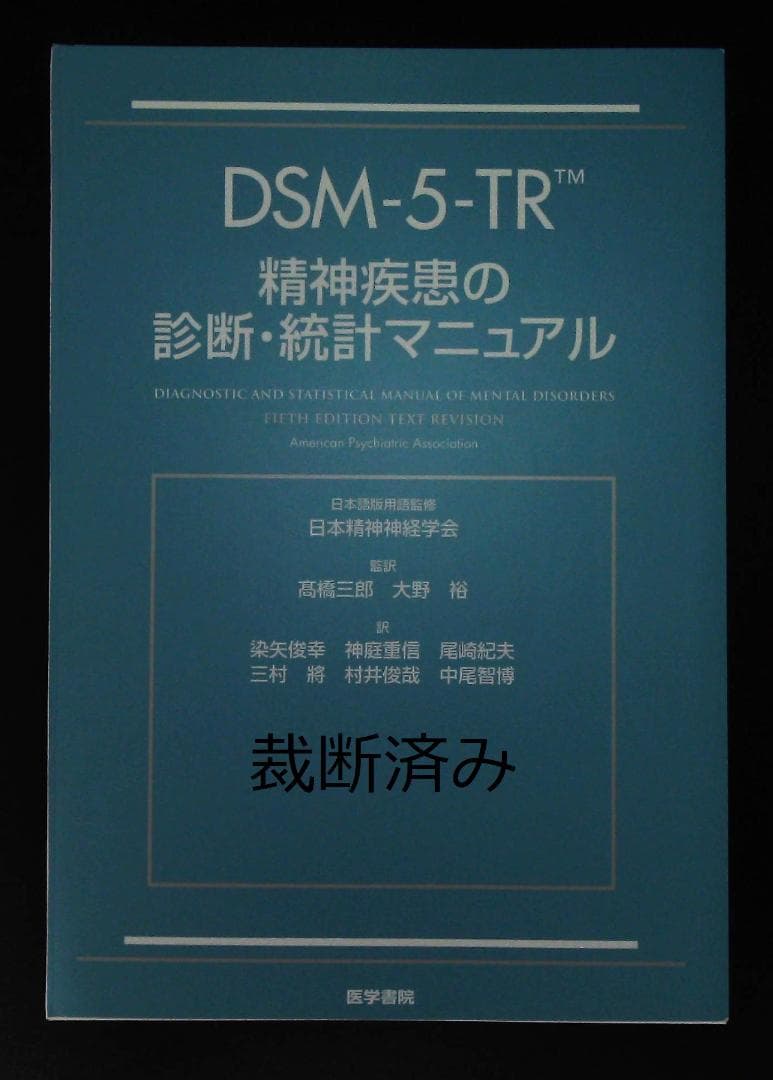 DSM-5-TR™
精神疾患の
診断・統計マニュアル
DIAGNOSTIC AND STATISTICAL MANUAL OF MENTAL DISORDERS
FIFTH EDITION TEXT REVISION
American Psychiatric Association
日本語版用語監修
日本精神神経学会
監訳
髙橋三郎 大野 裕
訳
染矢俊幸 神庭重信 尾崎紀夫
三村 將 村井俊哉 中尾智博
裁断済み
医学書院